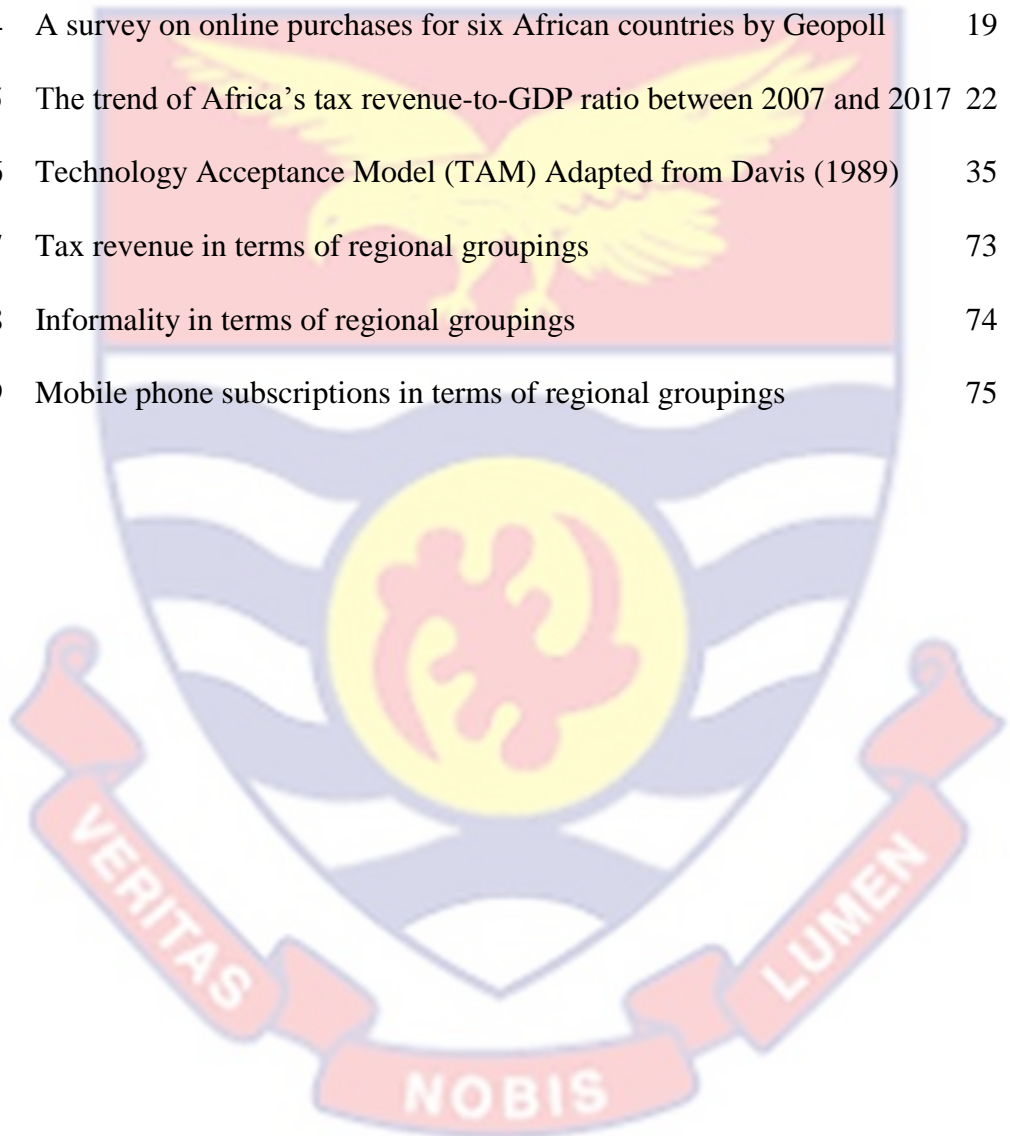 A survey on online purchases for six African countries by Geopoll 19
The trend of Africa’s tax revenue-to-GDP ratio between 2007 and 2017 22
Technology Acceptance Model (TAM) Adapted from Davis (1989) 35
Tax revenue in terms of regional groupings 73
Informality in terms of regional groupings 74
Mobile phone subscriptions in terms of regional groupings 75
VERITAS
NOBIS
LUMEN